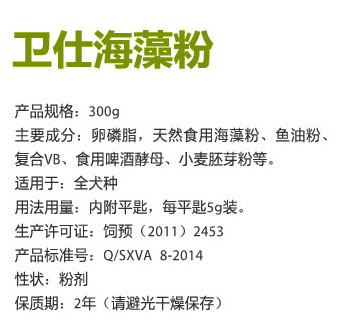 卫仕海藻粉
产品规格：300g
主要成分：卵磷脂，天然食用海藻粉、鱼油粉、
复合VB、食用啤酒酵母、小麦胚芽粉等。
适用于：全犬种
用法用量：内附平匙，每平匙5g装。
生产许可证：饲预（2011）2453
产品标准号：Q/SXVA 8-2014
性状：粉剂
保质期：2年（请避光干燥保存）